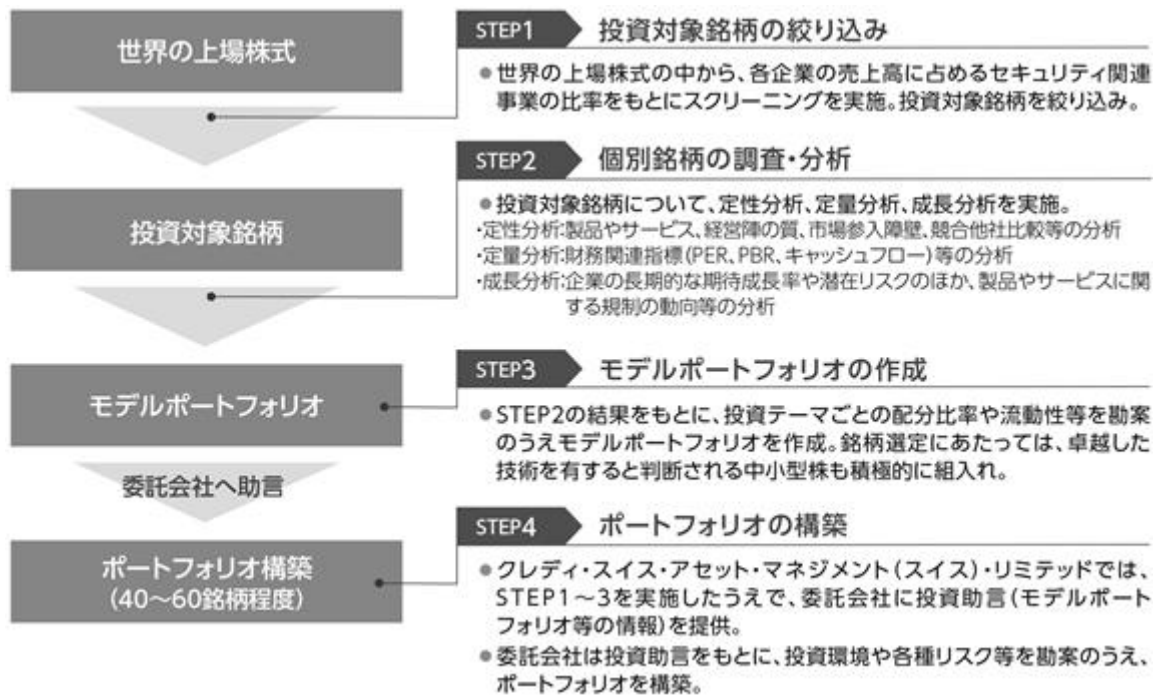 世界の上場株式
STEP1 投資対象銘柄の絞り込み
●世界の上場株式の中から、各企業の売上高に占めるセキュリティ関連
事業の比率をもとにスクリーニングを実施。投資対象銘柄を絞り込み。
投資対象銘柄
STEP2 個別銘柄の調査・分析
●投資対象銘柄について、定性分析、定量分析、成長分析を実施。
・定性分析:製品やサービス、経営陣の質、市場参入障壁、競合他社比較等の分析
・定量分析:財務関連指標(PER、PBR、キャッシュフロー)等の分析
・成長分析:企業の長期的な期待成長率や潜在リスクのほか、製品やサービスに関
する規制の動向等の分析
モデルポートフォリオ
STEP3 モデルポートフォリオの作成
●STEP2の結果をもとに、投資テーマごとの配分比率や流動性等を勘案
のうえモデルポートフォリオを作成。銘柄選定にあたっては、卓越した
技術を有すると判断される中小型株も積極的に組入れ。
委託会社へ助言
ポートフォリオ構築
(40〜60銘柄程度)
STEP4 ポートフォリオの構築
●クレディ・スイス・アセット・マネジメント(スイス)・リミテッドでは、
STEP1〜3を実施したうえで、委託会社に投資助言(モデルポート
フォリオ等の情報)を提供。
●委託会社は投資助言をもとに、投資環境や各種リスク等を勘案のうえ、
ポートフォリオを構築。